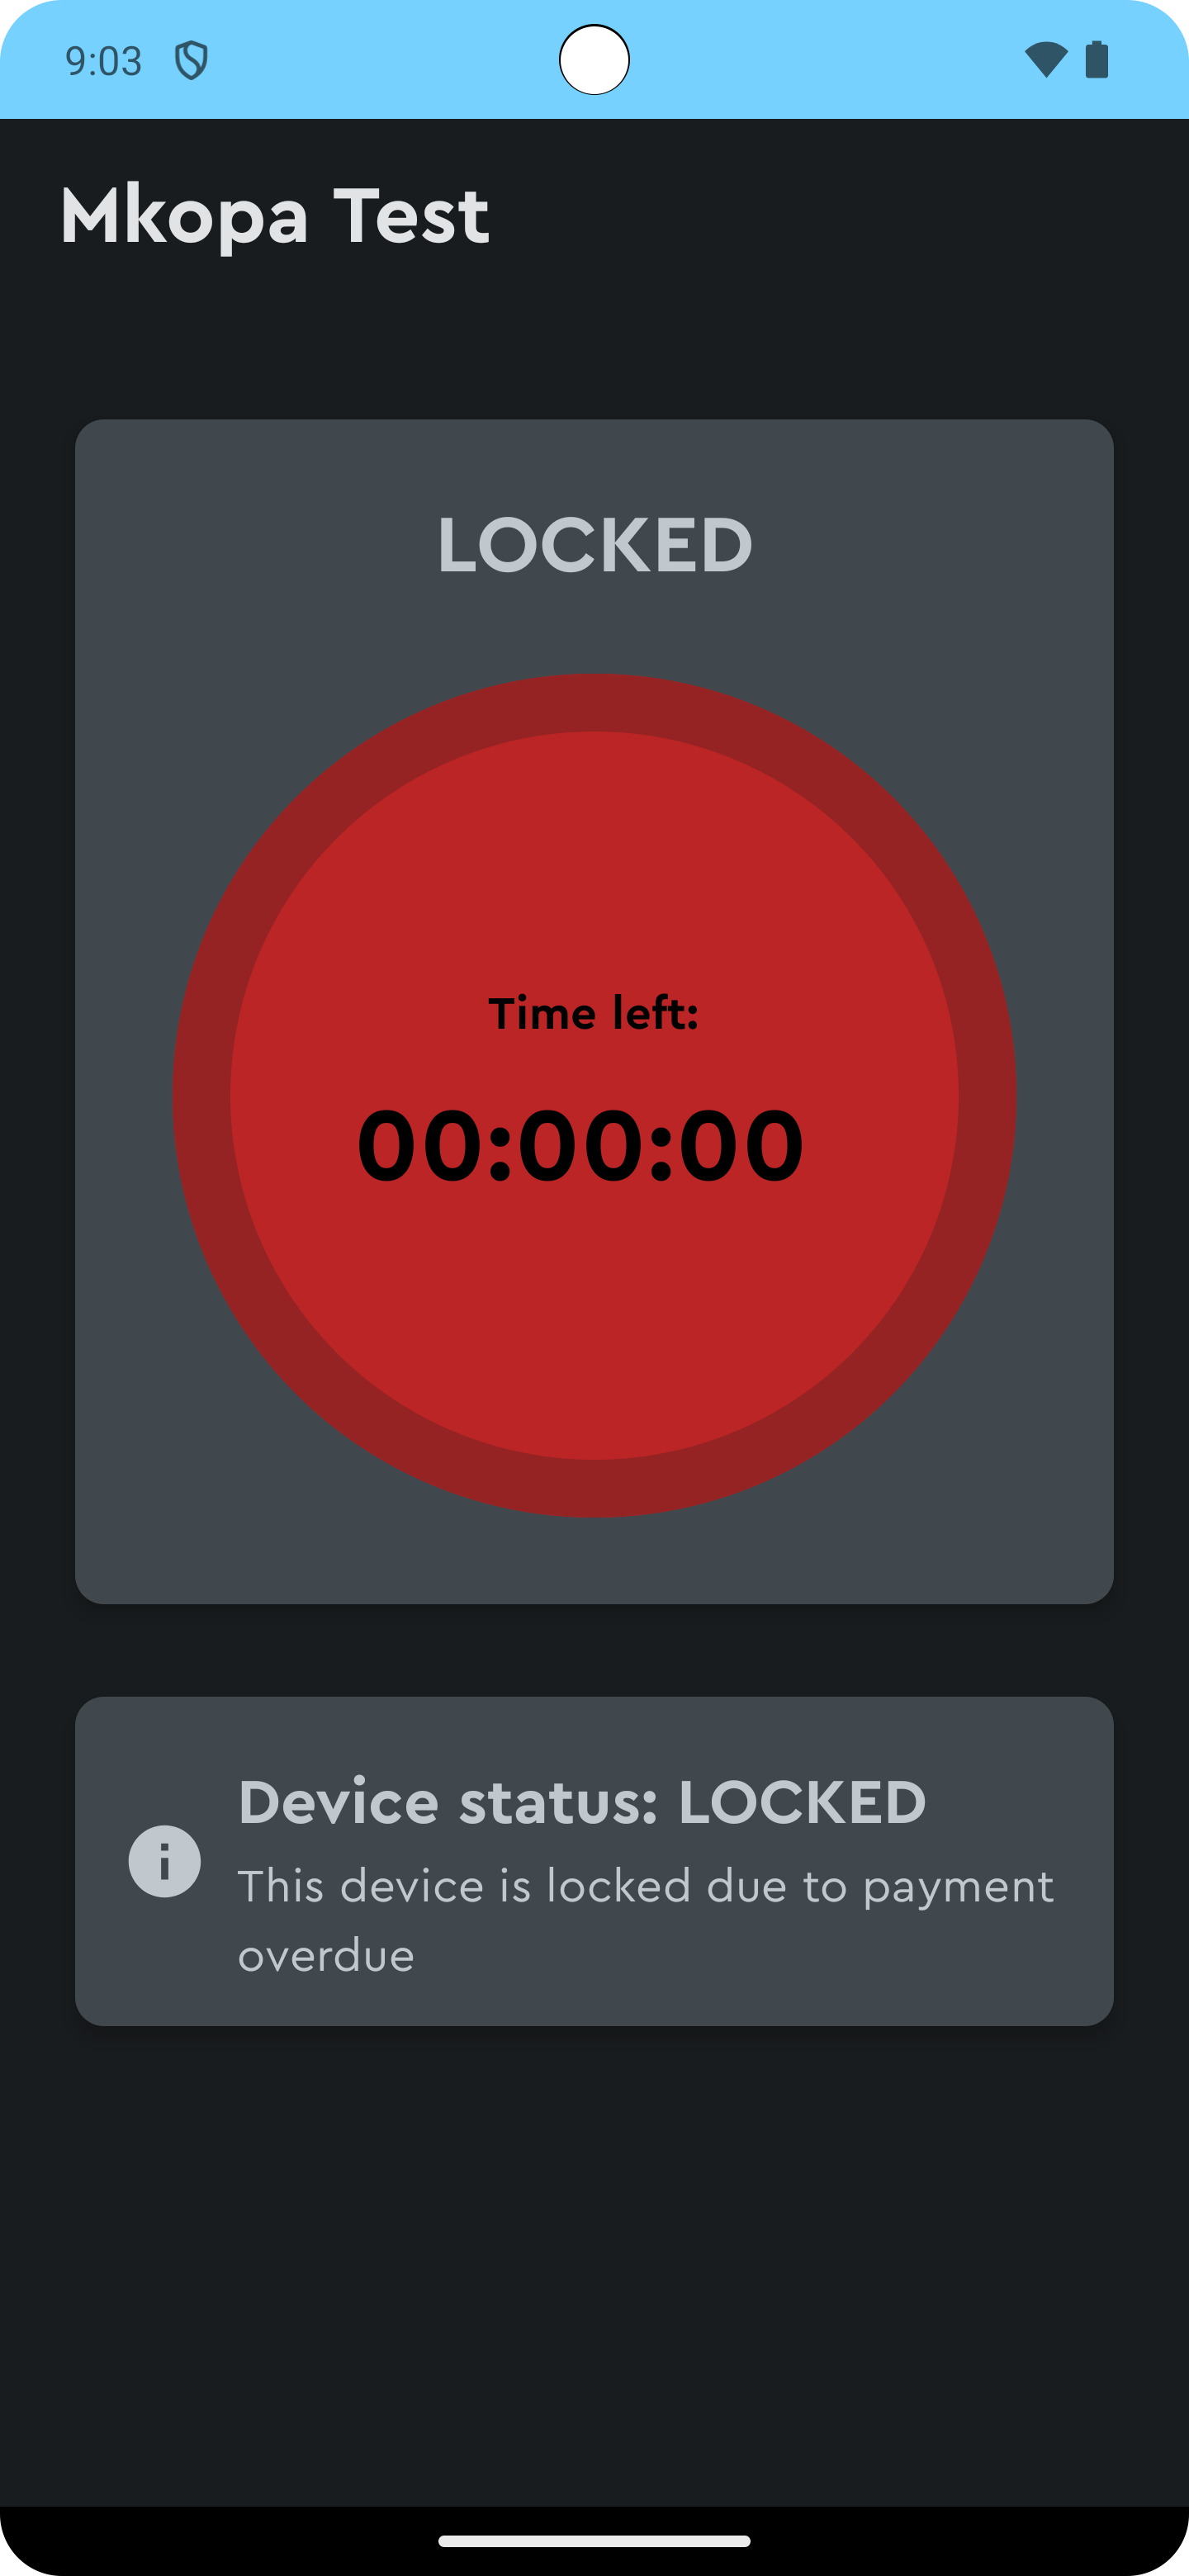 9:03
Mkopa Test
LOCKED
Time left:
00:00:00
Device status: LOCKED
This device is locked due to payment
overdue